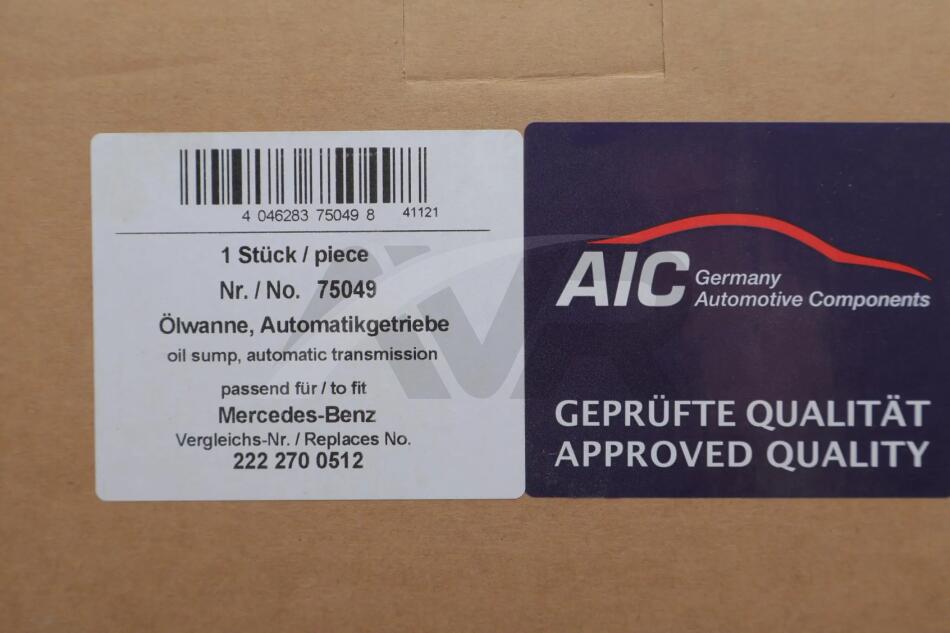 4 046283 75049 8 41121
1 Stück / piece
Nr. / No. 75049
Ölwanne, Automatikgetriebe
oil sump, automatic transmission
passend für / to fit
Mercedes-Benz
Vergleichs-Nr. / Replaces No.
222 270 0512
AIC Germany
Automotive Components
GEPRÜFTE QUALITÄT
APPROVED QUALITY